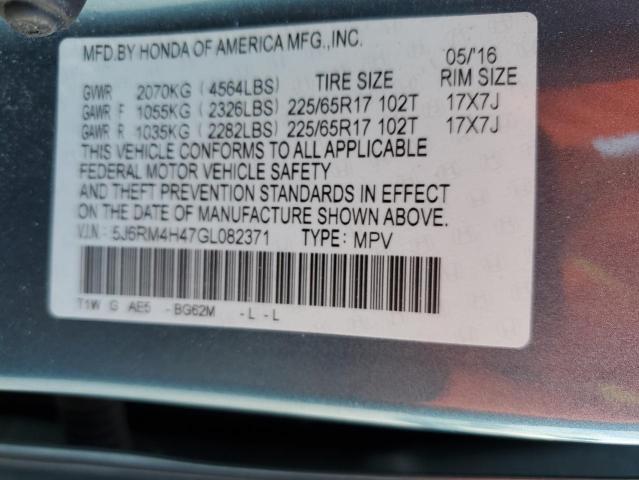 MFD.BY HONDA OF AMERICA MFG.,INC. 05/'16
GVWR 2070KG (4564LBS) TIRE SIZE RIM SIZE
GAWR F 1055KG (2326LBS) 225/65R17 102T 17X7J
GAWR R 1035KG (2282LBS) 225/65R17 102T 17X7J
THIS VEHICLE CONFORMS TO ALL APPLICABLE
FEDERAL MOTOR VEHICLE SAFETY
AND THEFT PREVENTION STANDARDS IN EFFECT
ON THE DATE OF MANUFACTURE SHOWN ABOVE.
V.I.N.: 5J6RM4H47GL082371 TYPE: MPV
T1W G AE5 -BG62M -L -L